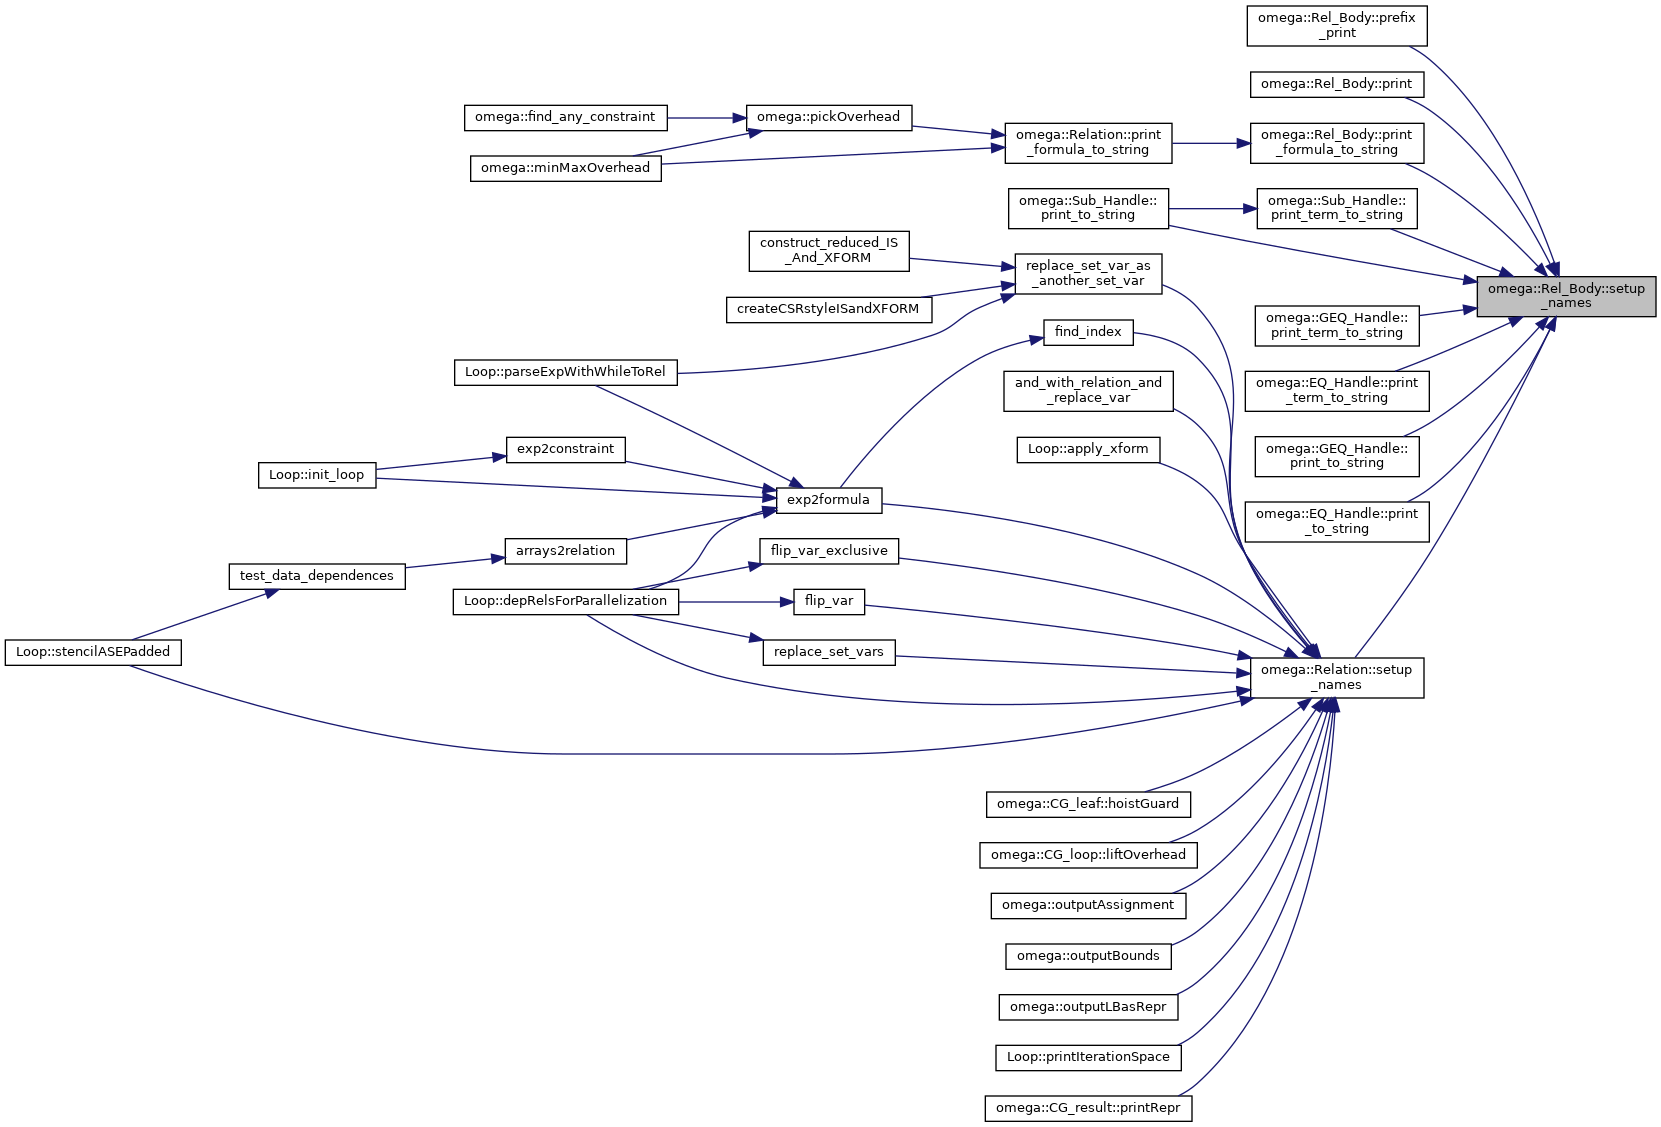 omega::Rel_Body::prefix
_print
omega::Rel_Body::print
omega::find_any_constraint
omega::pickOverhead
omega::Relation::print
_formula_to_string
omega::Rel_Body::print
_formula_to_string
omega::minMaxOverhead
omega::Sub_Handle::
print_to_string
omega::Sub_Handle::
print_term_to_string
construct_reduced_IS
_And_XFORM
replace_set_var_as
_another_set_var
omega::Rel_Body::setup
_names
createCSRstyleISandXFORM
omega::GEQ_Handle::
print_term_to_string
find_index
Loop::parseExpWithWhileToRel
and_with_relation_and
_replace_var
omega::EQ_Handle::print
_term_to_string
exp2constraint
Loop::apply_xform
omega::GEQ_Handle::
print_to_string
Loop::init_loop
exp2formula
omega::EQ_Handle::print
_to_string
arrays2relation
flip_var_exclusive
test_data_dependences
Loop::depRelsForParallelization
flip_var
Loop::stencilASEPadded
replace_set_vars
omega::Relation::setup
_names
omega::CG_leaf::hoistGuard
omega::CG_loop::liftOverhead
omega::outputAssignment
omega::outputBounds
omega::outputLBasRepr
Loop::printIterationSpace
omega::CG_result::printRepr